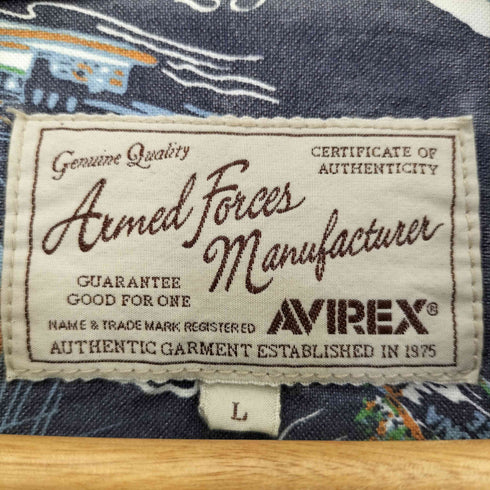 Genuine Quality
CERTIFICATE OF
AUTHENTICITY
Armed Forces
Manufacturer
GUARANTEE
GOOD FOR ONE
NAME & TRADE MARK REGISTERED
AVIREX®
AUTHENTIC GARMENT ESTABLISHED IN 1975
L